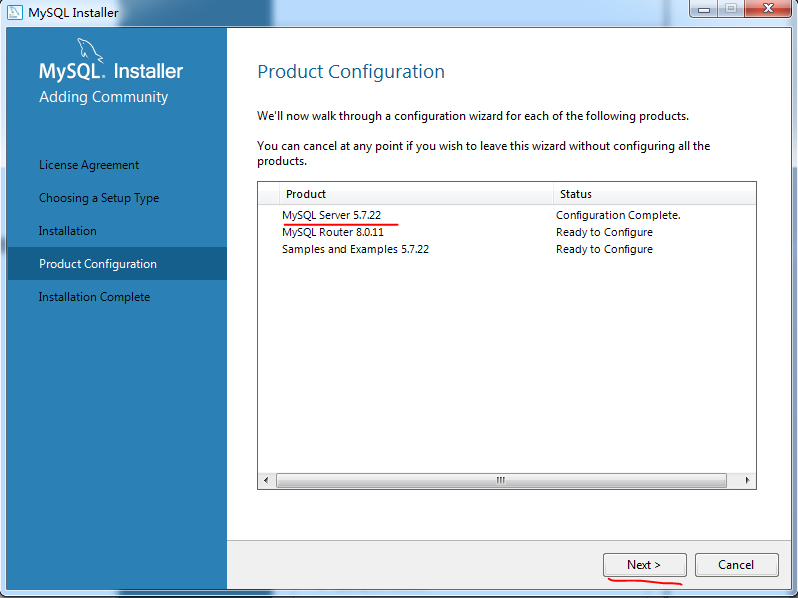 MySQL Installer
MySQL. Installer
Adding Community
License Agreement
Choosing a Setup Type
Installation
Product Configuration
Installation Complete
Product Configuration
We'll now walk through a configuration wizard for each of the following products.
You can cancel at any point if you wish to leave this wizard without configuring all the
products.
Product Status
MySQL Server 5.7.22 Configuration Complete.
MySQL Router 8.0.11 Ready to Configure
Samples and Examples 5.7.22 Ready to Configure
Next > Cancel